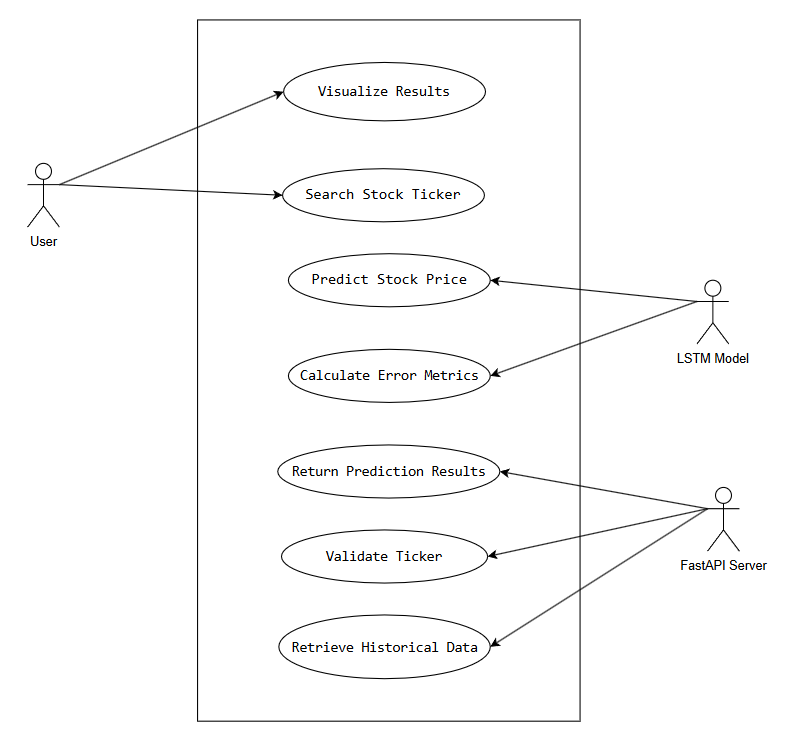 Visualize Results
Search Stock Ticker
User
Predict Stock Price
LSTM Model
Calculate Error Metrics
Return Prediction Results
Validate Ticker
FastAPI Server
Retrieve Historical Data